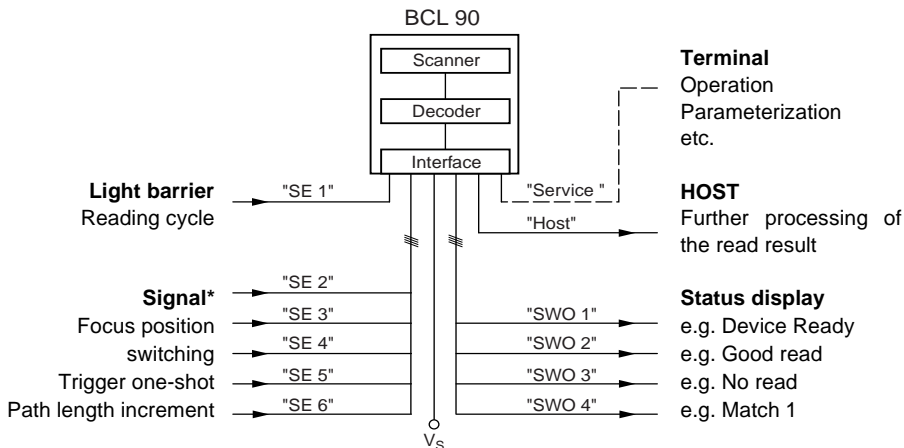 BCL 90
Scanner
Decoder
Interface
Light barrier
Reading cycle
"SE 1"
Signal*
Focus position
switching
Trigger one-shot
Path length increment
"SE 2"
"SE 3"
"SE 4"
"SE 5"
"SE 6"
VS
"Service "
"Host"
Terminal
Operation
Parameterization
etc.
HOST
Further processing of
the read result
"SWO 1"
"SWO 2"
"SWO 3"
"SWO 4"
Status display
e.g. Device Ready
e.g. Good read
e.g. No read
e.g. Match 1